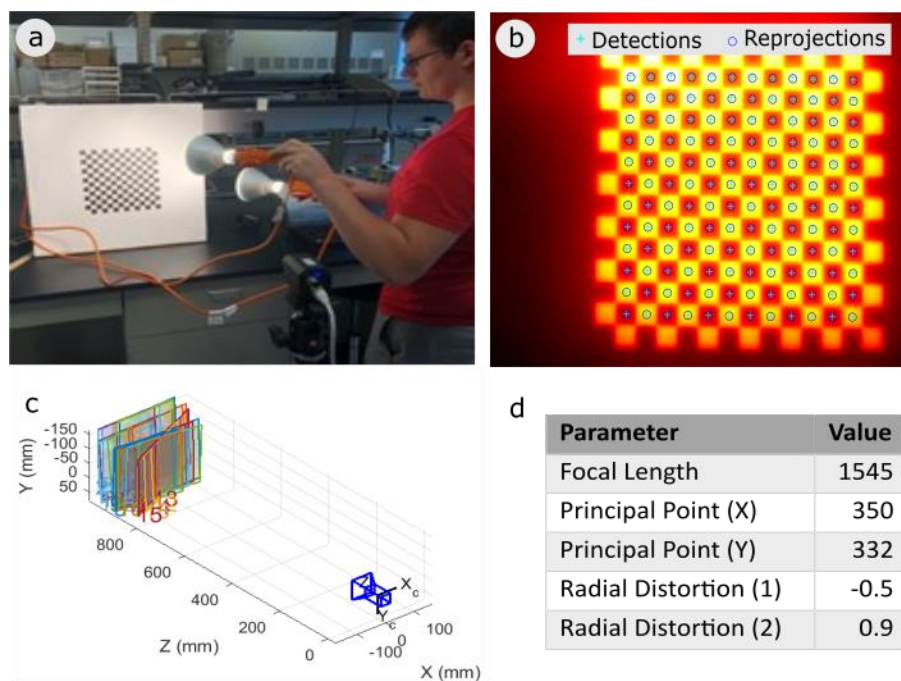 a
b
+ Detections o Reprojections
c
-150
-100
-50
0
50
Y (mm)
800
600
400
200
0
Z (mm)
-100
0
100
X (mm)
X_c
Y_c
d
Parameter Value
Focal Length 1545
Principal Point (X) 350
Principal Point (Y) 332
Radial Distortion (1) -0.5
Radial Distortion (2) 0.9